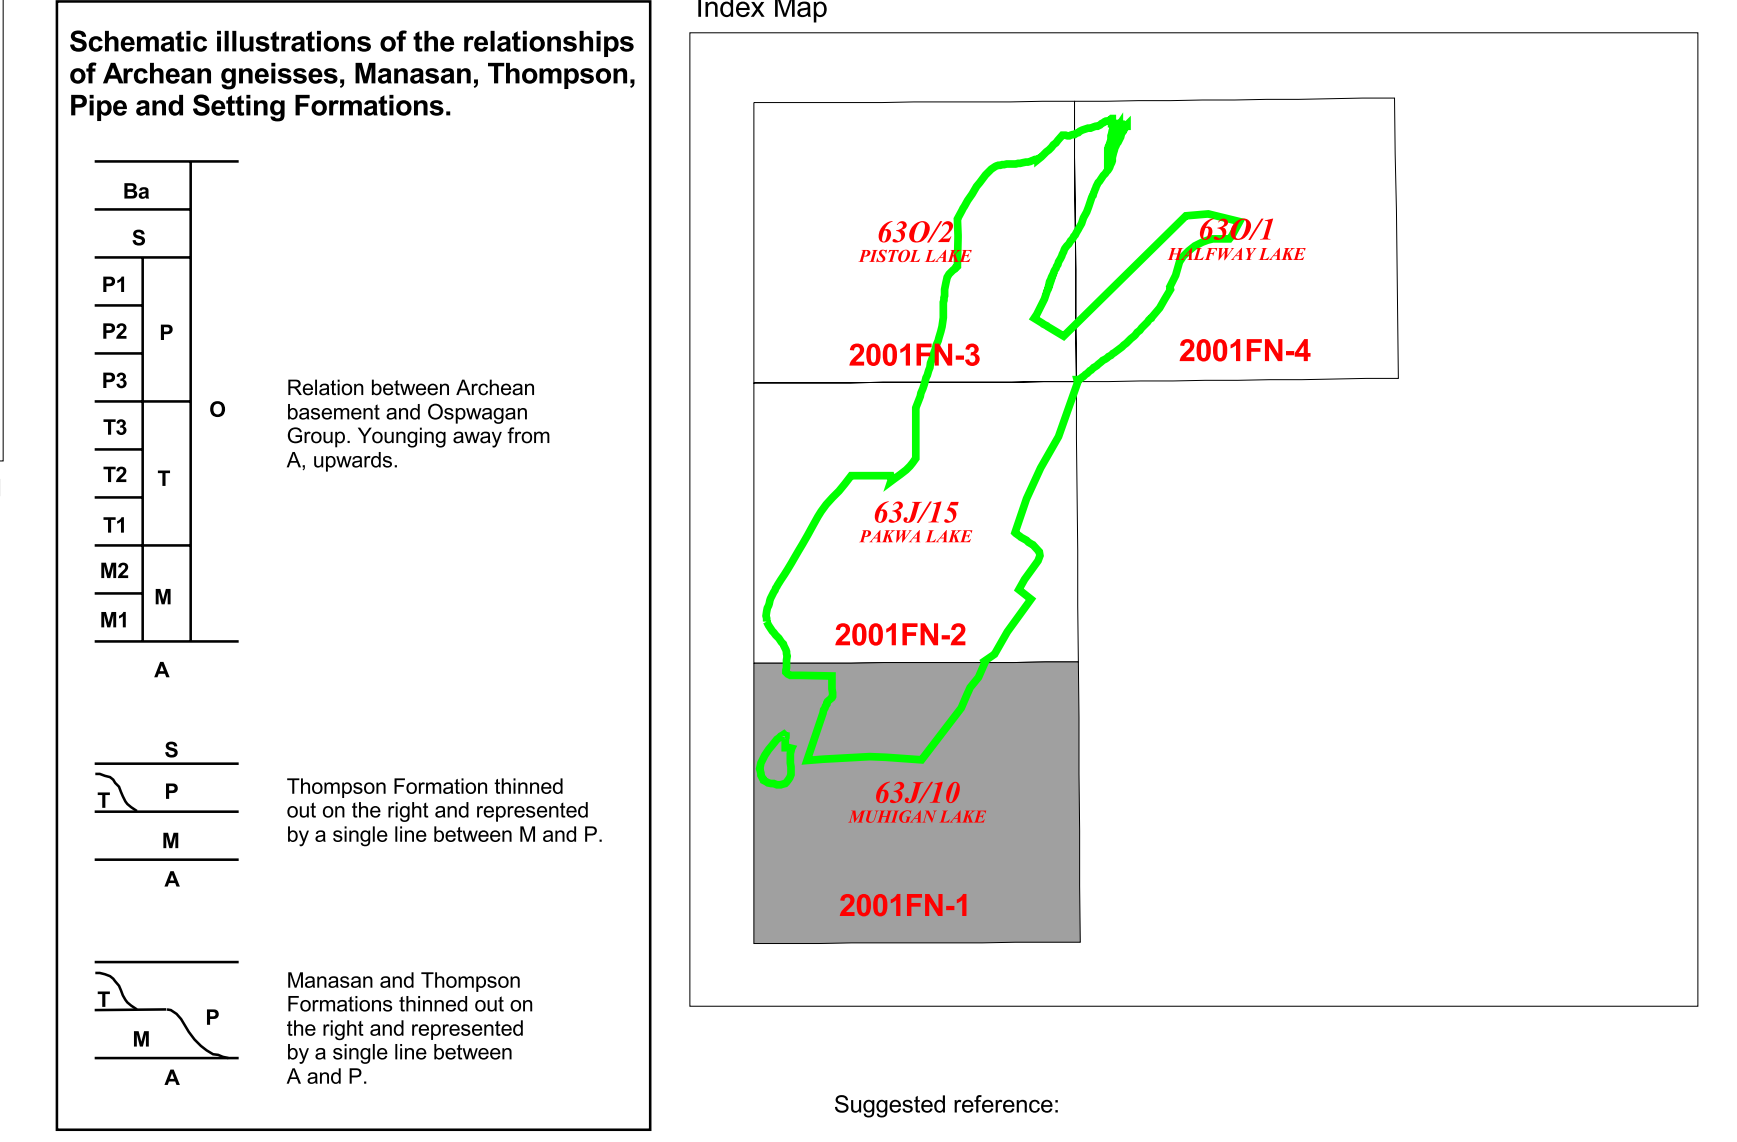 Schematic illustrations of the relationships
of Archean gneisses, Manasan, Thompson,
Pipe and Setting Formations.
Ba
S
P1
P2
P
P3
O
T3
T2
T
T1
M2
M
M1
A
Relation between Archean
basement and Ospwagan
Group. Younging away from
A, upwards.
S
P
T
M
A
Thompson Formation thinned
out on the right and represented
by a single line between M and P.
T
P
M
A
Manasan and Thompson
Formations thinned out on
the right and represented
by a single line between
A and P.
Index Map
63O/2
PISTOL LAKE
2001FN-3
63O/1
HALFWAY LAKE
2001FN-4
63J/15
PAKWA LAKE
2001FN-2
63J/10
MUHIGAN LAKE
2001FN-1
Suggested reference: